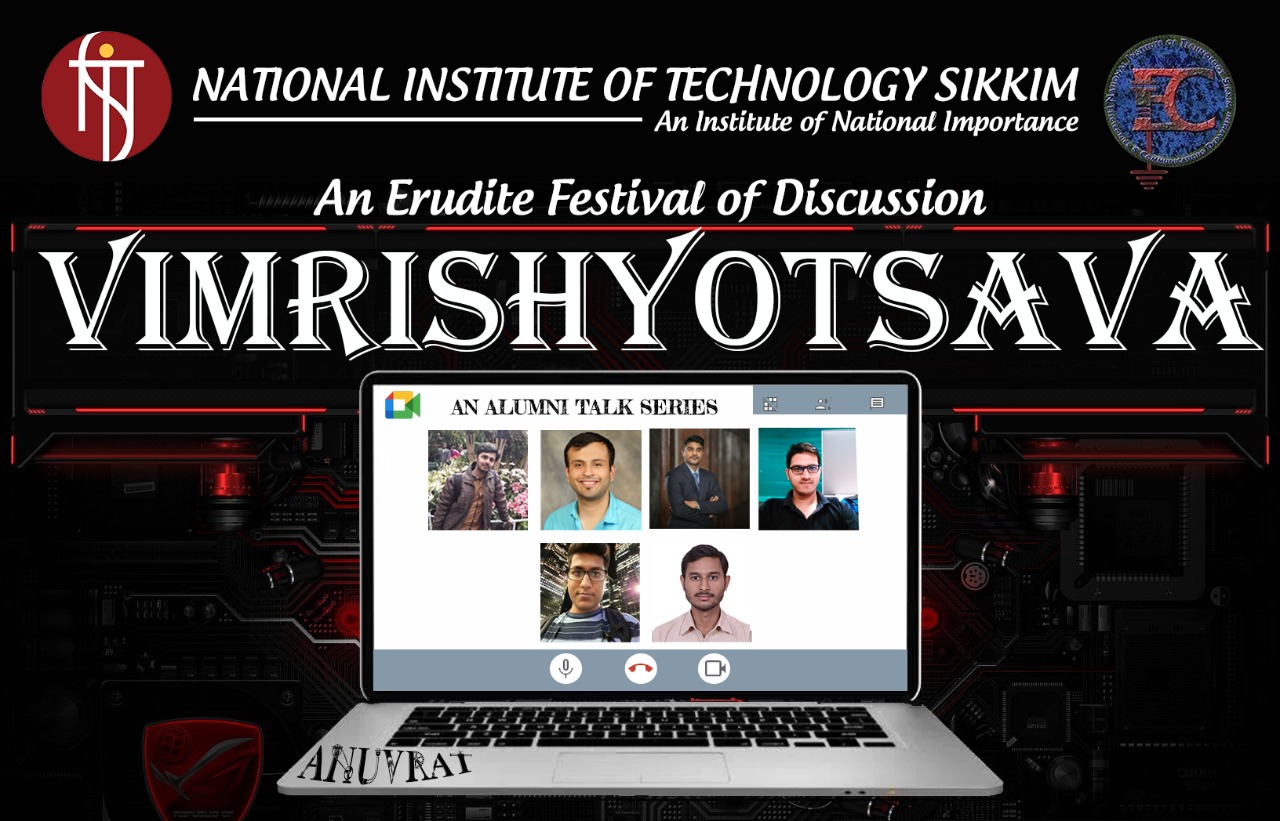 NATIONAL INSTITUTE OF TECHNOLOGY SIKKIM
An Institute of National Importance
An Erudite Festival of Discussion
VIMRISHYOTSAVA
AN ALUMNI TALK SERIES
ANUVRAT